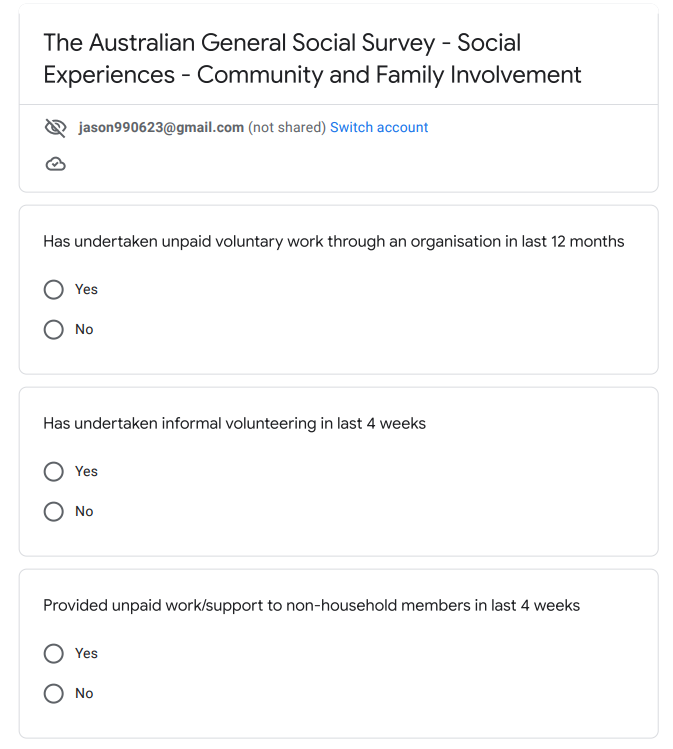 The Australian General Social Survey - Social
Experiences - Community and Family Involvement
jason990623@gmail.com (not shared) Switch account
Has undertaken unpaid voluntary work through an organisation in last 12 months
Yes
No
Has undertaken informal volunteering in last 4 weeks
Yes
No
Provided unpaid work/support to non-household members in last 4 weeks
Yes
No